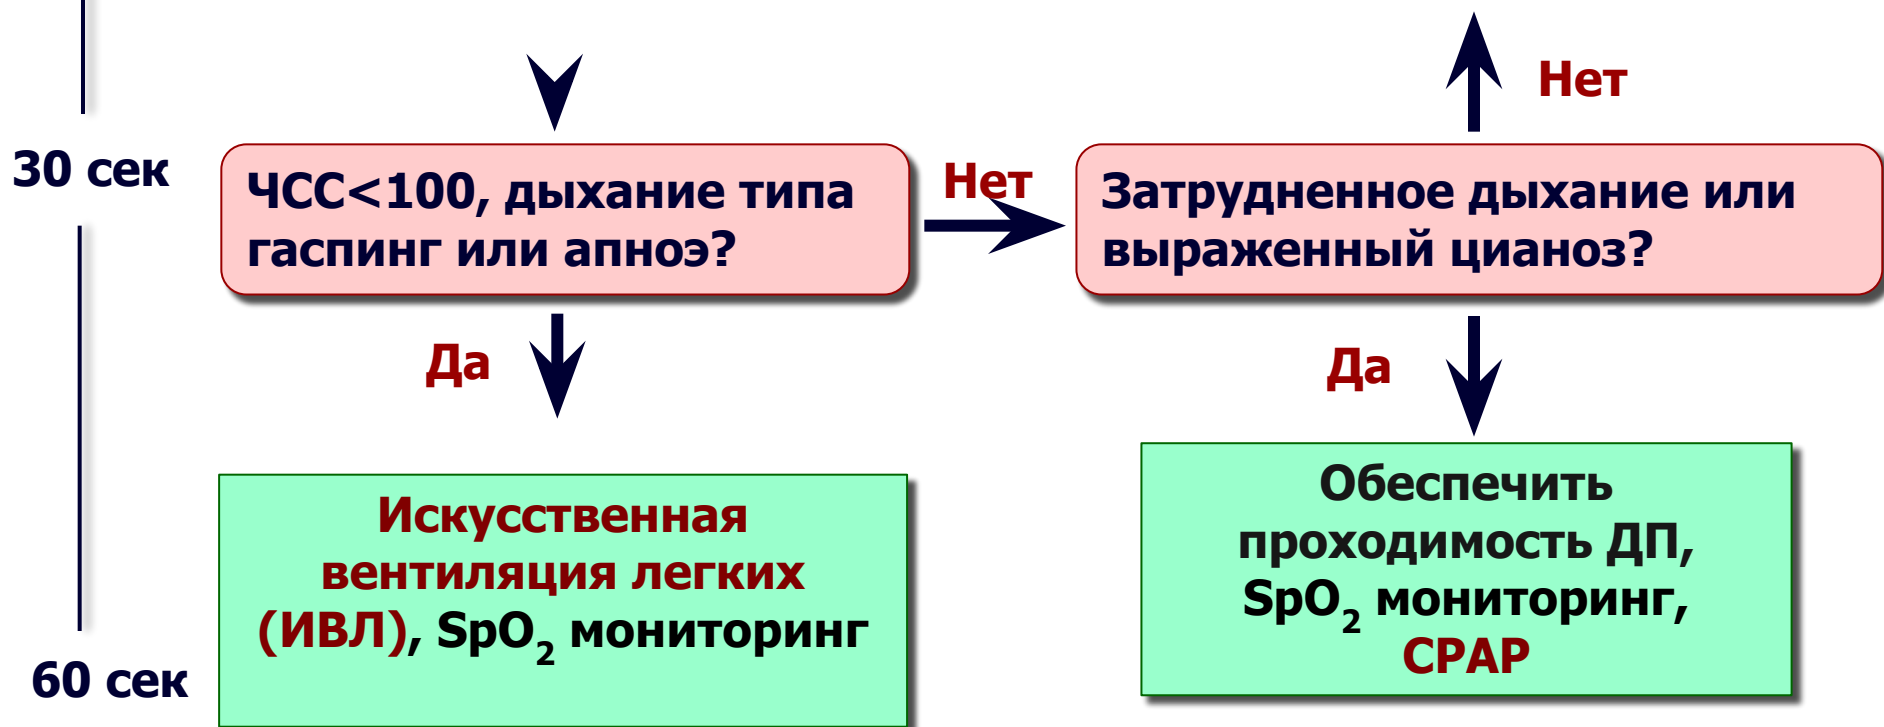 Нет
30 сек
ЧСС<100, дыхание типа
гаспинг или апноэ?
Нет
Затрудненное дыхание или
выраженный цианоз?
Да
Да
Искусственная
вентиляция легких
(ИВЛ), SpO₂ мониторинг
Обеспечить
проходимость ДП,
SpO₂ мониторинг,
CPAP
60 сек